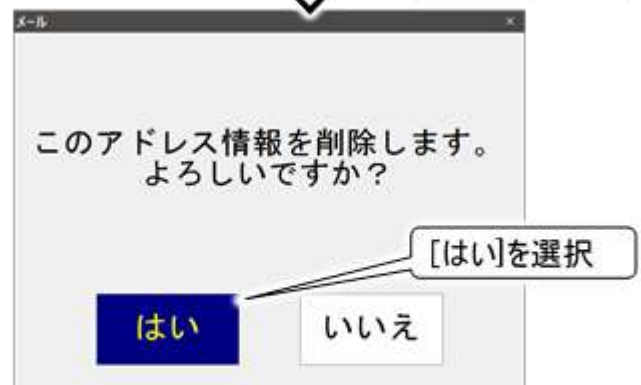 メール
×
このアドレス情報を削除します。
よろしいですか？
[はい]を選択
はい
いいえ